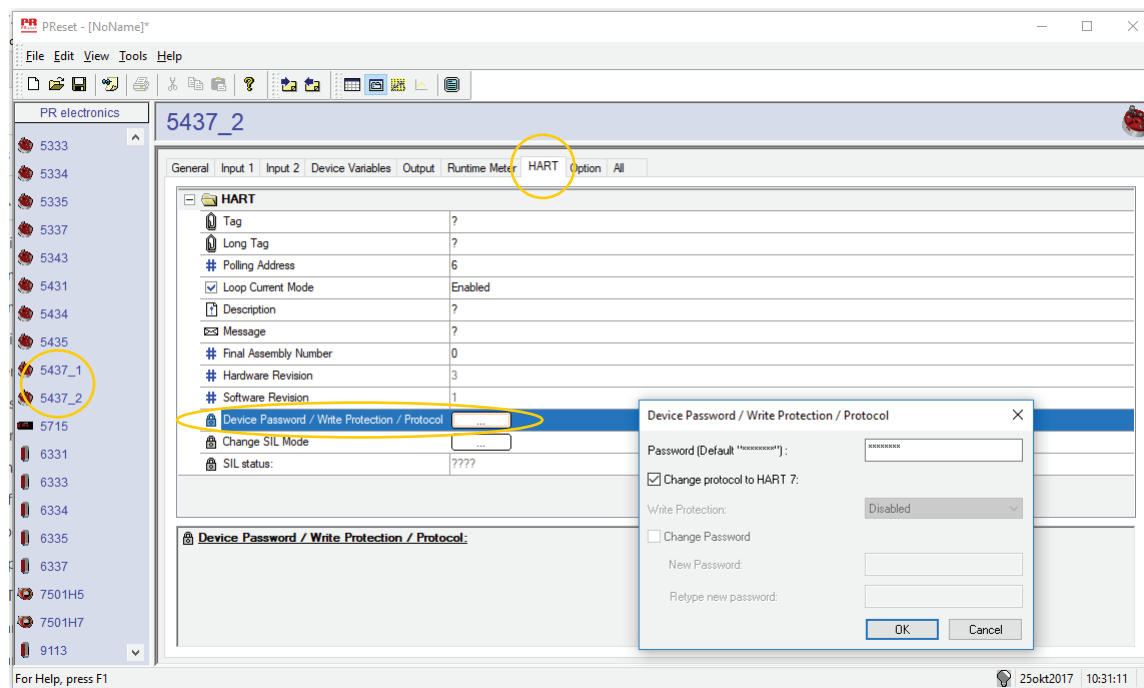 PR PReset - [NoName]*
File Edit View Tools Help
PR electronics
5437_2
5333
5334
5335
5337
5343
5431
5434
5435
5437_1
5437_2
5715
6331
6333
6334
6335
6337
7501H5
7501H7
9113
General Input 1 Input 2 Device Variables Output Runtime Meter HART Option All
HART
Tag ?
Long Tag ?
# Polling Address 6
Loop Current Mode Enabled
Description ?
Message ?
# Final Assembly Number 0
# Hardware Revision 3
# Software Revision 1
Device Password / Write Protection / Protocol ...
Change SIL Mode ...
SIL status: ????
Device Password / Write Protection / Protocol:
Device Password / Write Protection / Protocol
Password (Default "********") : ********
Change protocol to HART 7:
Write Protection: Disabled
Change Password
New Password:
Retype new password:
OK Cancel
For Help, press F1 25okt2017 10:31:11